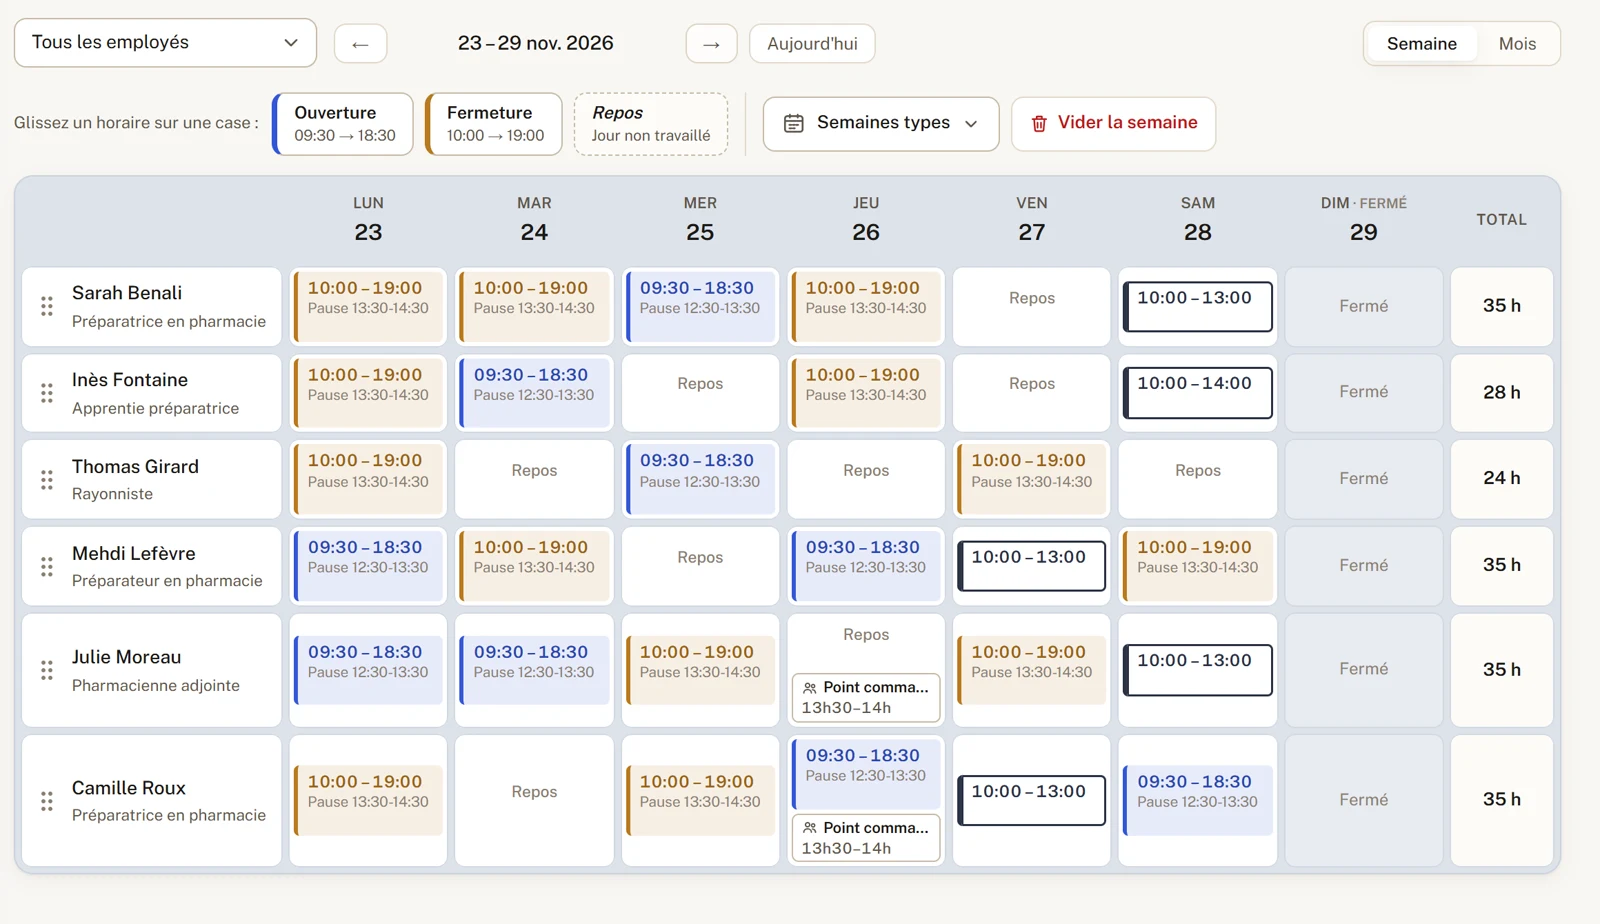 Tous les employés
←
23–29 nov. 2026
→
Aujourd'hui
Semaine
Mois
Glissez un horaire sur une case :
Ouverture
09:30 → 18:30
Fermeture
10:00 → 19:00
Repos
Jour non travaillé
Semaines types
Vider la semaine
LUN
23
MAR
24
MER
25
JEU
26
VEN
27
SAM
28
DIM · FERMÉ
29
TOTAL
Sarah Benali
Préparatrice en pharmacie
10:00–19:00
Pause 13:30-14:30
10:00–19:00
Pause 13:30-14:30
09:30–18:30
Pause 12:30-13:30
10:00–19:00
Pause 13:30-14:30
Repos
10:00–13:00
Fermé
35 h
Inès Fontaine
Apprentie préparatrice
10:00–19:00
Pause 13:30-14:30
09:30–18:30
Pause 12:30-13:30
Repos
10:00–19:00
Pause 13:30-14:30
Repos
10:00–14:00
Fermé
28 h
Thomas Girard
Rayonniste
10:00–19:00
Pause 13:30-14:30
Repos
09:30–18:30
Pause 12:30-13:30
Repos
10:00–19:00
Pause 13:30-14:30
Repos
Fermé
24 h
Mehdi Lefèvre
Préparateur en pharmacie
09:30–18:30
Pause 12:30-13:30
10:00–19:00
Pause 13:30-14:30
Repos
09:30–18:30
Pause 12:30-13:30
10:00–13:00
10:00–19:00
Pause 13:30-14:30
Fermé
35 h
Julie Moreau
Pharmacienne adjointe
09:30–18:30
Pause 12:30-13:30
09:30–18:30
Pause 12:30-13:30
10:00–19:00
Pause 13:30-14:30
Repos
Point comma...
13h30–14h
10:00–19:00
Pause 13:30-14:30
10:00–13:00
Fermé
35 h
Camille Roux
Préparatrice en pharmacie
10:00–19:00
Pause 13:30-14:30
Repos
10:00–19:00
Pause 13:30-14:30
09:30–18:30
Pause 12:30-13:30
Point comma...
13h30–14h
10:00–13:00
09:30–18:30
Pause 12:30-13:30
Fermé
35 h